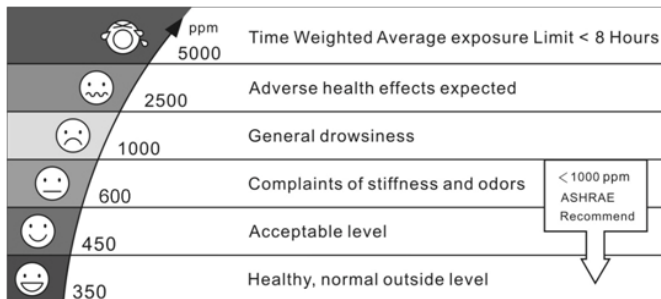 ppm
5000 Time Weighted Average exposure Limit < 8 Hours
2500 Adverse health effects expected
1000 General drowsiness
600 Complaints of stiffness and odors
<1000 ppm
ASHRAE
Recommend
450 Acceptable level
350 Healthy, normal outside level